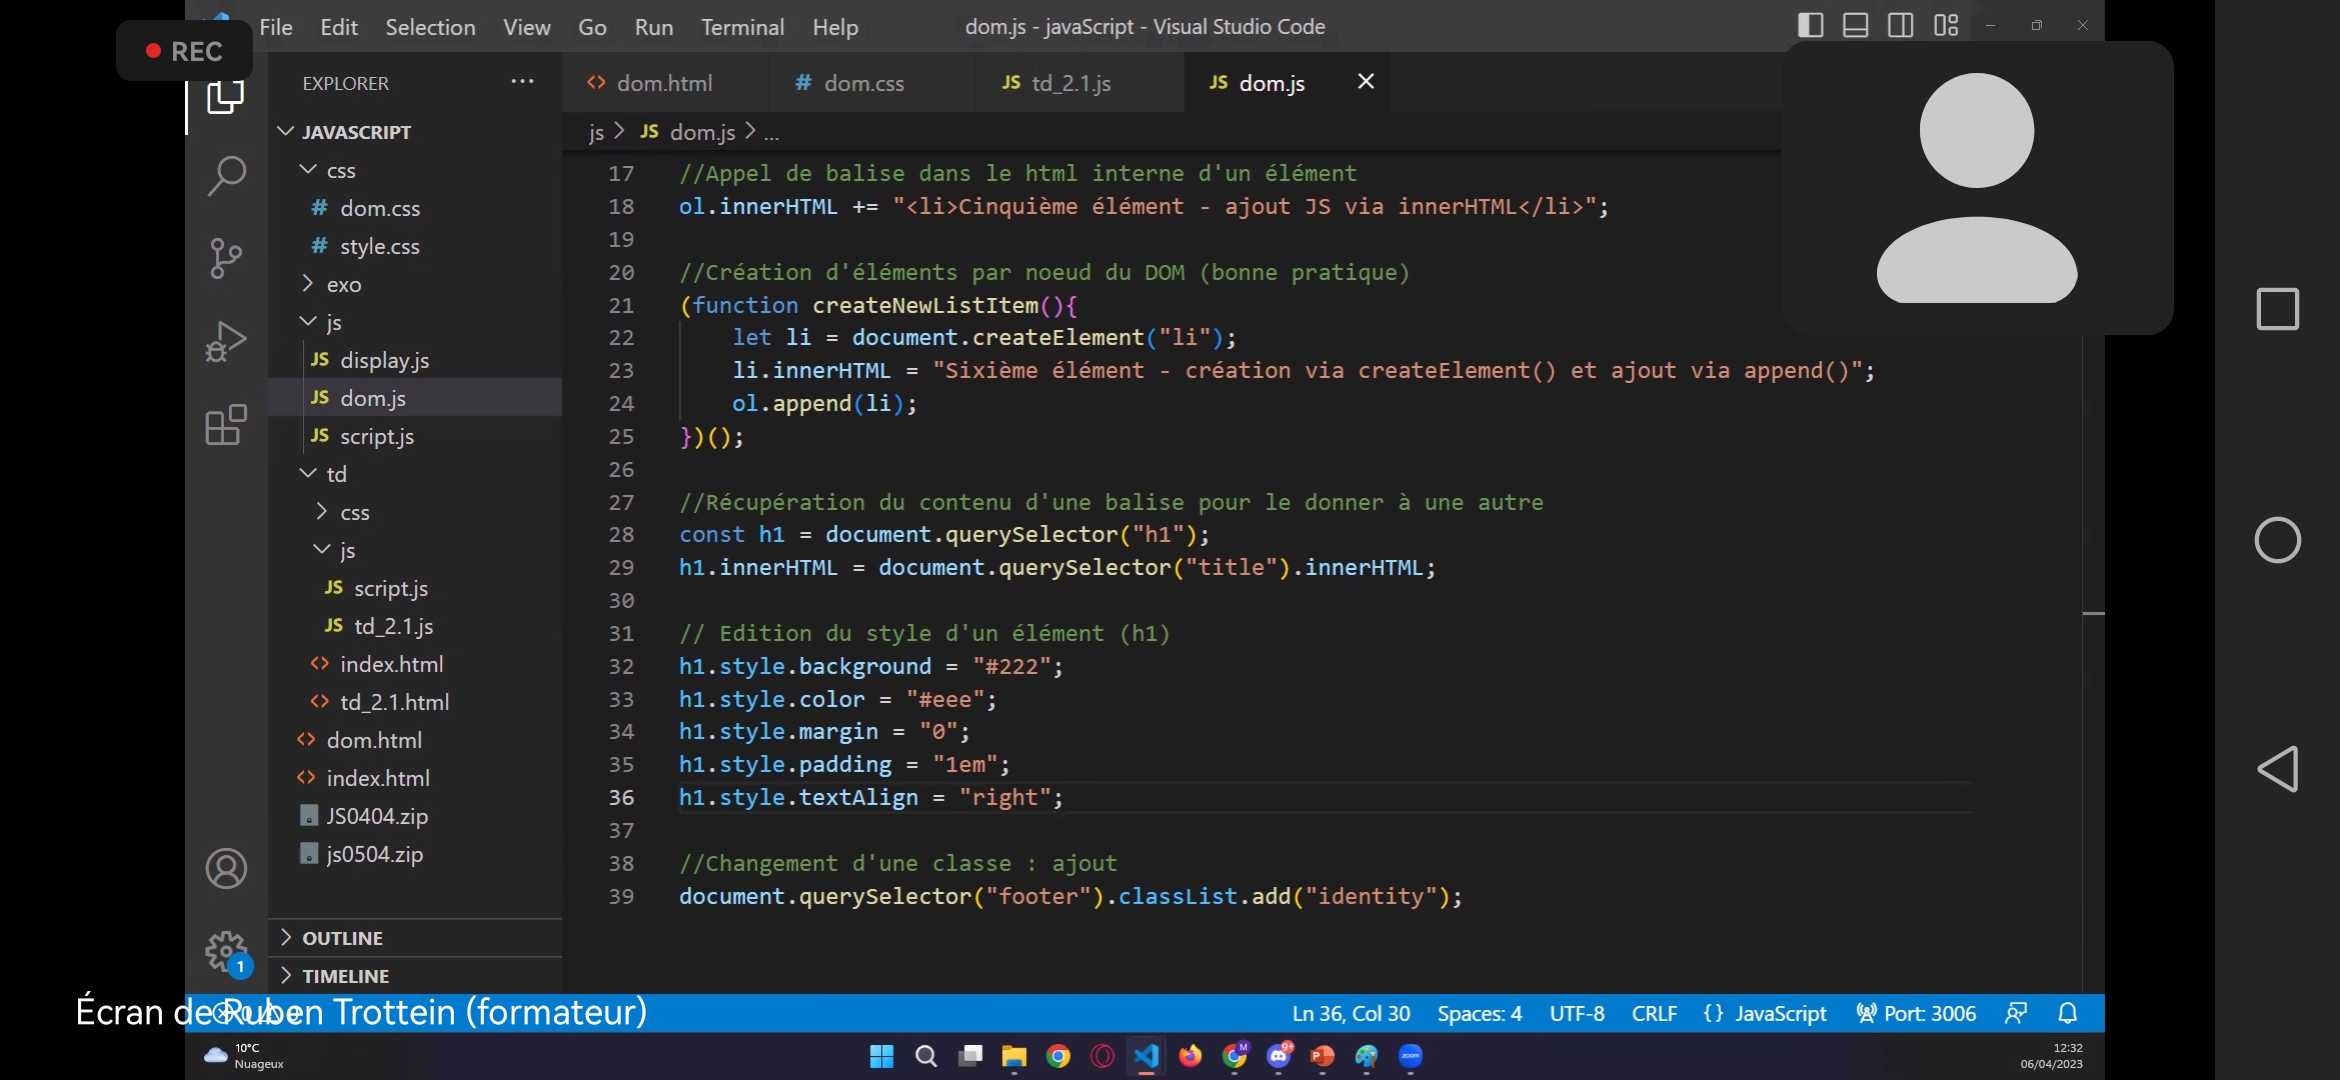 File Edit Selection View Go Run Terminal Help
dom.js - javaScript - Visual Studio Code
REC
EXPLORER ...
dom.html
# dom.css
JS td_2.1.js
JS dom.js
js > JS dom.js > ...
JAVASCRIPT
css
# dom.css
# style.css
exo
js
JS display.js
JS dom.js
JS script.js
td
css
js
JS script.js
JS td_2.1.js
<> index.html
<> td_2.1.html
<> dom.html
<> index.html
JS0404.zip
js0504.zip
OUTLINE
TIMELINE
17 //Appel de balise dans le html interne d'un élément
18 ol.innerHTML += "<li>Cinquième élément - ajout JS via innerHTML</li>";
19
20 //Création d'éléments par noeud du DOM (bonne pratique)
21 (function createNewListItem(){
22 let li = document.createElement("li");
23 li.innerHTML = "Sixième élément - création via createElement() et ajout via append()";
24 ol.append(li);
25 })();
26
27 //Récupération du contenu d'une balise pour le donner à une autre
28 const h1 = document.querySelector("h1");
29 h1.innerHTML = document.querySelector("title").innerHTML;
30
31 // Edition du style d'un élément (h1)
32 h1.style.background = "#222";
33 h1.style.color = "#eee";
34 h1.style.margin = "0";
35 h1.style.padding = "1em";
36 h1.style.textAlign = "right";
37
38 //Changement d'une classe : ajout
39 document.querySelector("footer").classList.add("identity");
1
Écran de Ruben Trottein (formateur)
Ln 36, Col 30 Spaces: 4 UTF-8 CRLF {} JavaScript Port: 3006
10°C
Nuageux
M
9+
P
zoom
12:32
06/04/2023